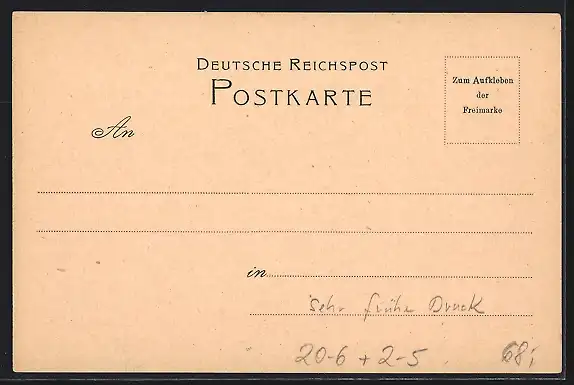 DEUTSCHE REICHSPOST
POSTKARTE
Zum Aufkleben
der
Freimarke
An
in
sehr frühe Druck
20-6 + 2-5 68,